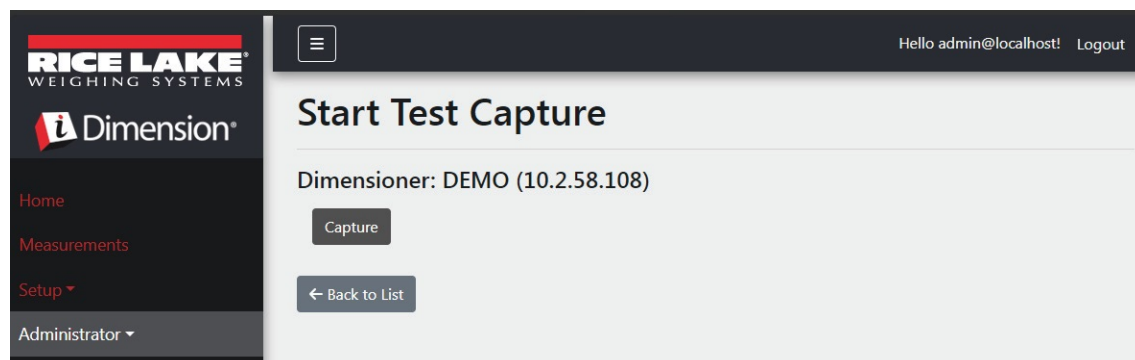 RICE LAKE®
WEIGHING SYSTEMS
i Dimension®
Home
Measurements
Setup
Administrator
Hello admin@localhost! Logout
Start Test Capture
Dimensioner: DEMO (10.2.58.108)
Capture
← Back to List